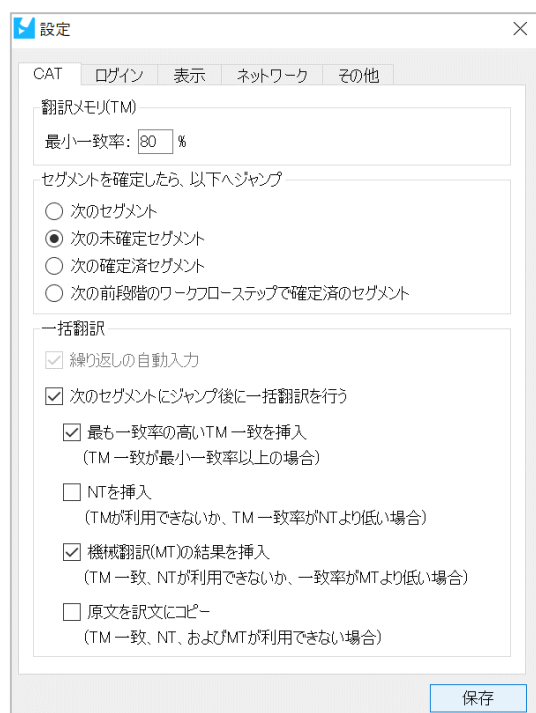 設定
CAT ログイン 表示 ネットワーク その他
翻訳メモリ(TM)
最小一致率: 80 %
セグメントを確定したら、以下へジャンプ
次のセグメント
次の未確定セグメント
次の確定済セグメント
次の前段階のワークフローステップで確定済のセグメント
一括翻訳
繰り返しの自動入力
次のセグメントにジャンプ後に一括翻訳を行う
最も一致率の高いTM 一致を挿入
(TM 一致が最小一致率以上の場合)
NTを挿入
(TMが利用できないか、TM 一致率がNTより低い場合)
機械翻訳(MT)の結果を挿入
(TM 一致、NTが利用できないか、一致率がMTより低い場合)
原文を訳文にコピー
(TM 一致、NT、およびMTが利用できない場合)
保存